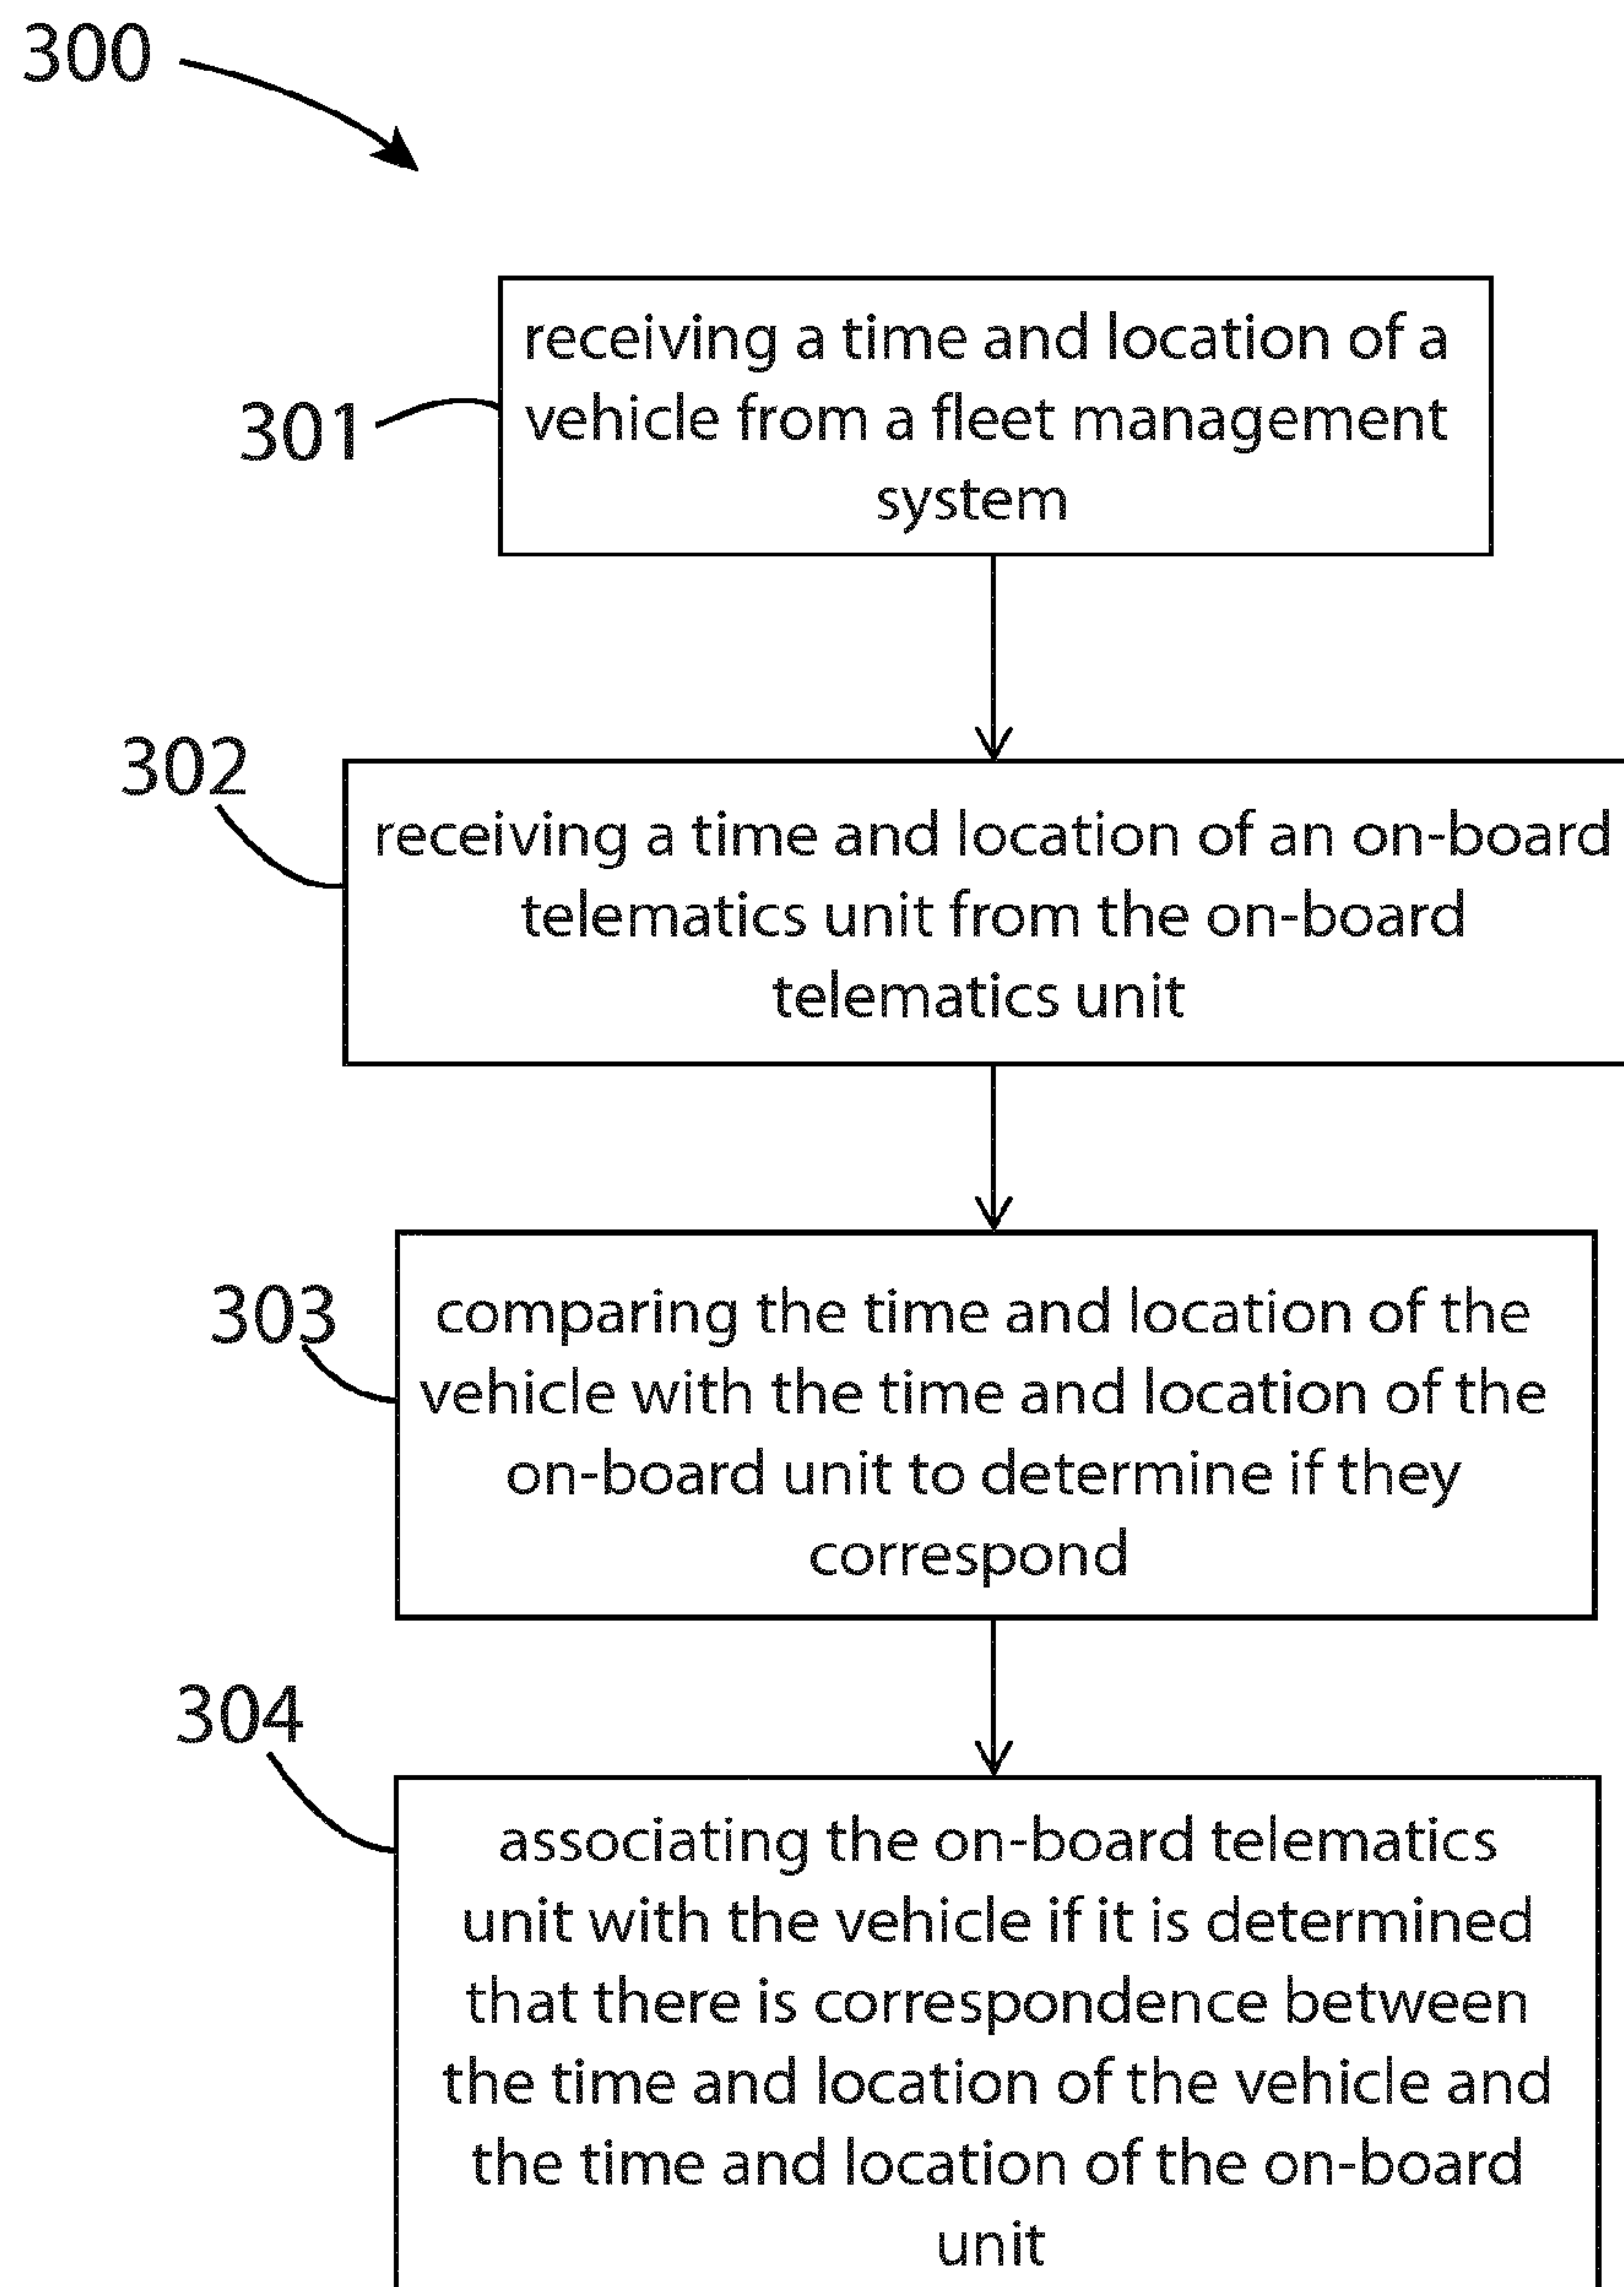 300
301
receiving a time and location of a
vehicle from a fleet management
system
302
receiving a time and location of an on-board
telematics unit from the on-board
telematics unit
303
comparing the time and location of the
vehicle with the time and location of the
on-board unit to determine if they
correspond
304
associating the on-board telematics
unit with the vehicle if it is determined
that there is correspondence between
the time and location of the vehicle and
the time and location of the on-board
unit